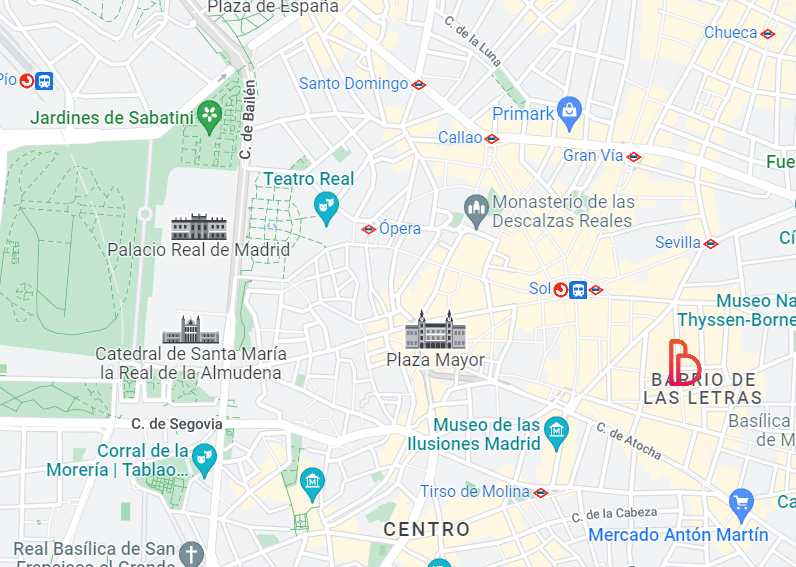 Plaza de España
C. de la Luna
Chueca
Pío
Santo Domingo
C. de Bailén
Jardines de Sabatini
Primark
Callao
Gran Vía
Fue
Teatro Real
Monasterio de las
Descalzas Reales
Ópera
Palacio Real de Madrid
Sevilla
Cí
Sol
Museo Na
Thyssen-Borne
Catedral de Santa María
la Real de la Almudena
Plaza Mayor
BARRIO DE
LAS LETRAS
C. de Segovia
Museo de las
Ilusiones Madrid
C. de Atocha
Basílica
de M
Corral de la
Morería | Tablao...
Tirso de Molina
Ca
C. de la Cabeza
CENTRO
Mercado Antón Martín
Real Basílica de San
Francisco el Grande